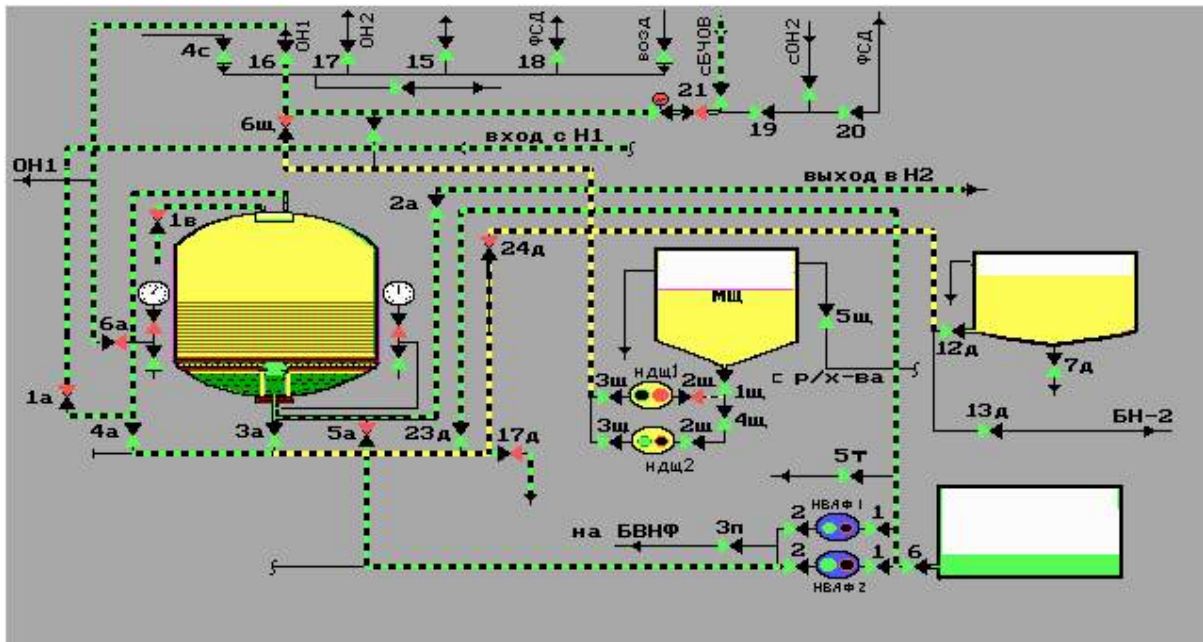 ОН1
ОН2
ФСД
возд
сБЧОВ
сОН2
ФСД
4с
16
17
15
18
21
19
20
6щ
вход с Н1
ОН1
выход в Н2
2а
1в
24д
МЩ
5щ
12д
7д
6а
с р/х-ва
ндщ1
3щ
2щ
1щ
1а
4а
3а
5а
23д
17д
4щ
3щ
2щ
ндщ2
13д
БН-2
5т
НВАФ1
2
1
на БВНФ
3п
2
1
6
НВАФ2